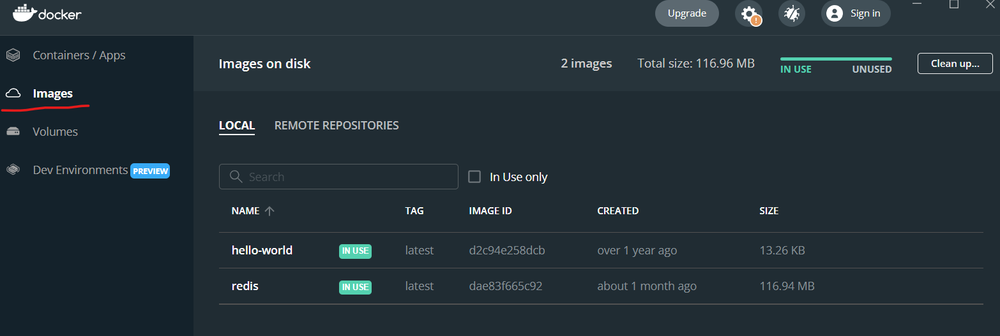 docker
Upgrade
!
Sign in
Containers / Apps
Images
Volumes
Dev Environments PREVIEW
Images on disk
2 images
Total size: 116.96 MB
IN USE UNUSED
Clean up...
LOCAL REMOTE REPOSITORIES
Search
In Use only
NAME TAG IMAGE ID CREATED SIZE
hello-world IN USE latest d2c94e258dcb over 1 year ago 13.26 KB
redis IN USE latest dae83f665c92 about 1 month ago 116.94 MB